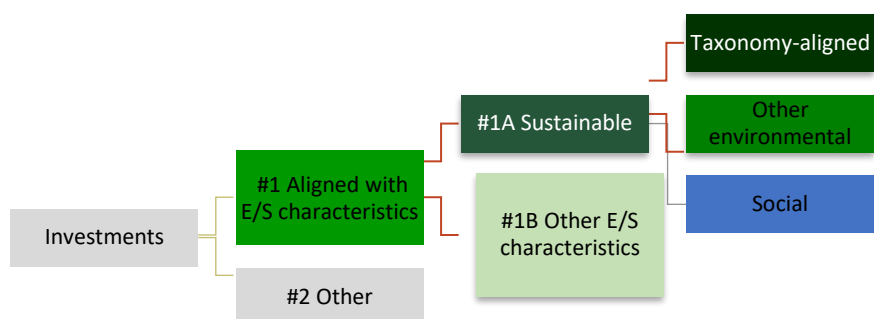 Taxonomy-aligned
#1A Sustainable
Other
environmental
#1 Aligned with
E/S characteristics
Social
#1B Other E/S
characteristics
Investments
#2 Other